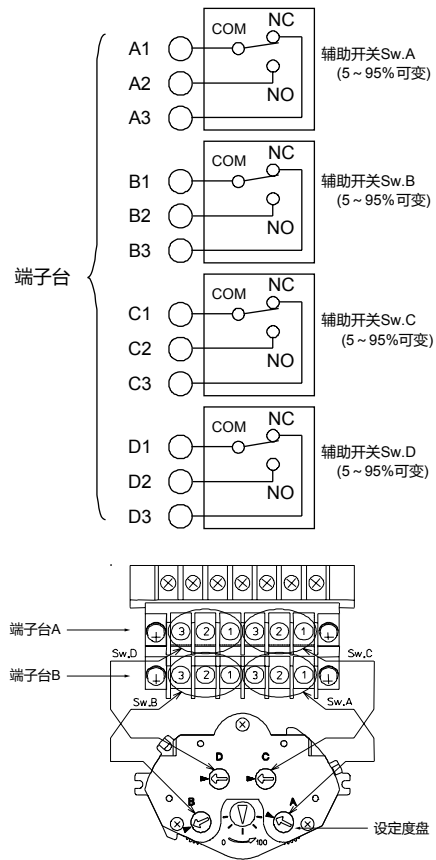 COM NC
A1
A2
NO
A3
辅助开关Sw.A
(5~95%可变)
COM NC
B1
B2
NO
B3
辅助开关Sw.B
(5~95%可变)
端子台
COM NC
C1
C2
NO
C3
辅助开关Sw.C
(5~95%可变)
COM NC
D1
D2
NO
D3
辅助开关Sw.D
(5~95%可变)
端子台A
3 2 1 3 2 1
Sw.D Sw.C
端子台B
3 2 1 3 2 1
Sw.B Sw.A
D C
B A
0 100
设定度盘